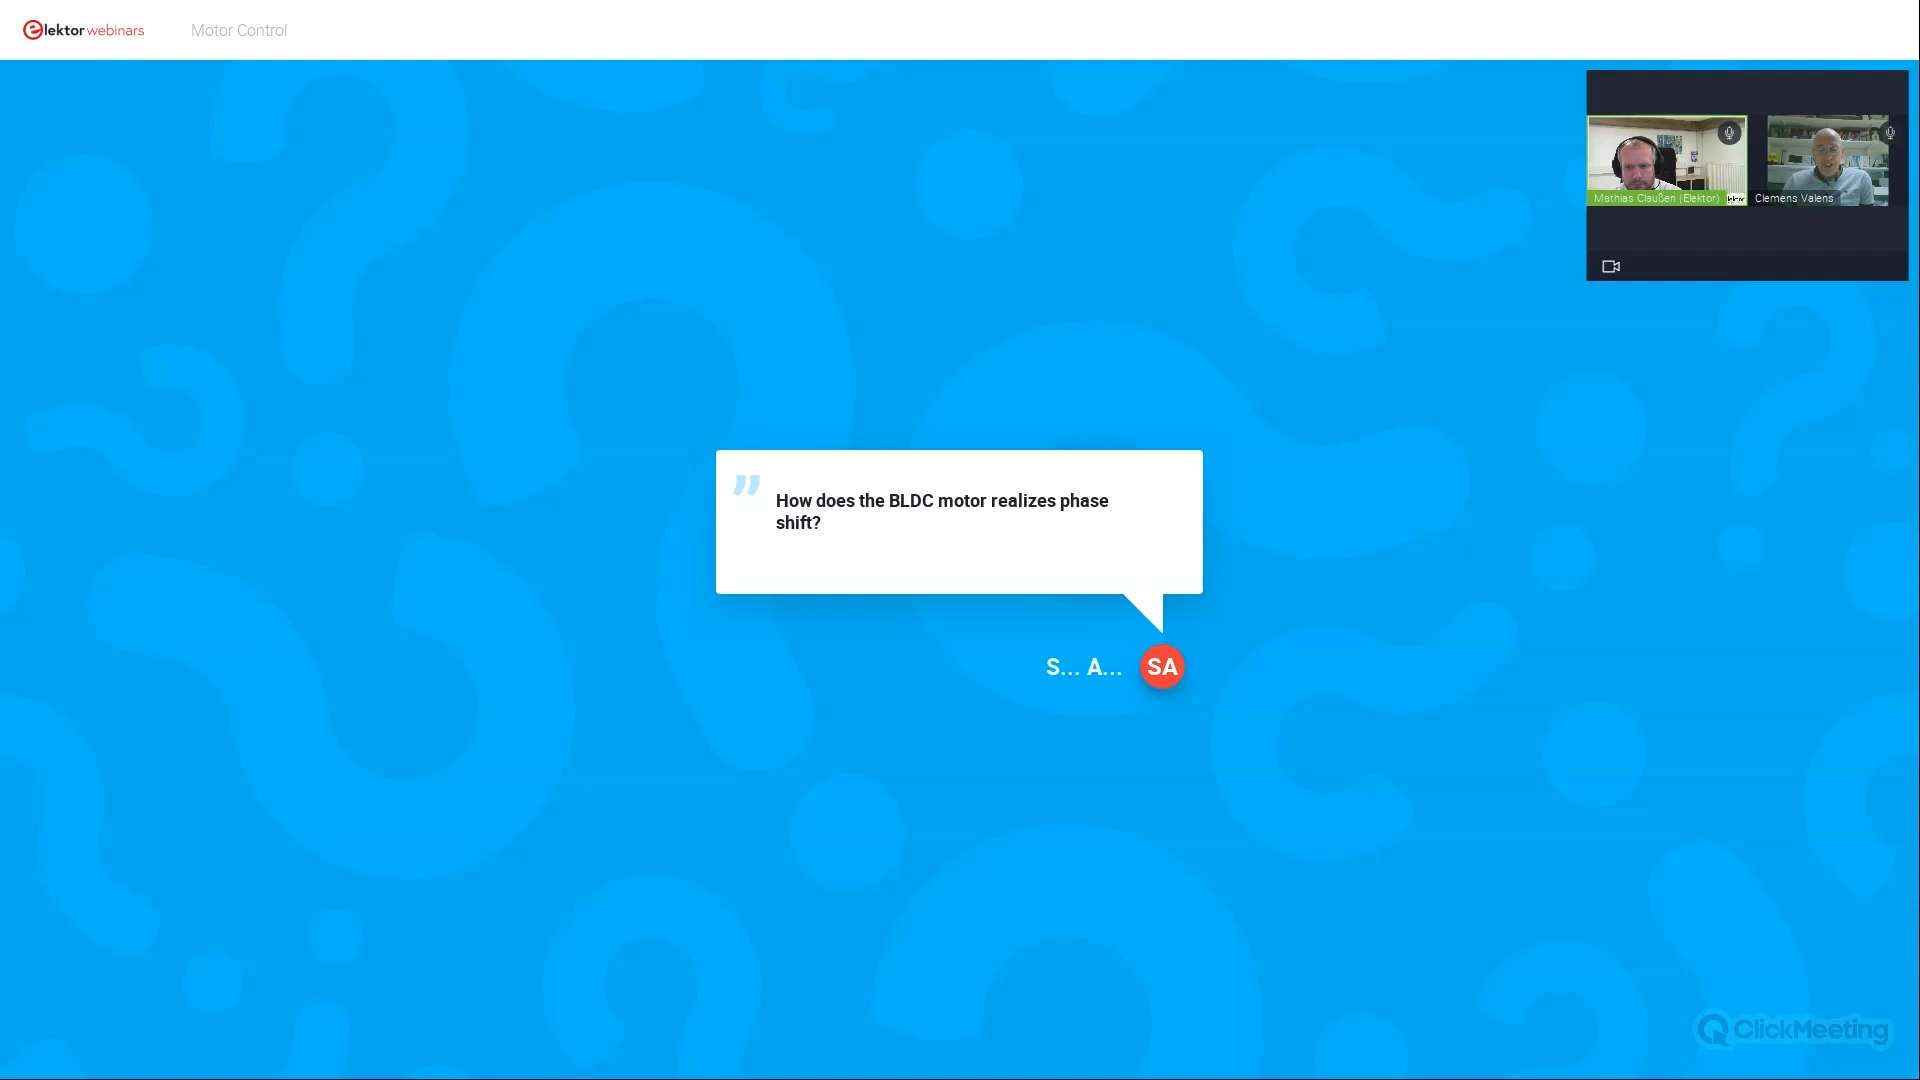 elektor webinars
Motor Control
Mathias Claußen (Elektor)
Clemens Valens
”
How does the BLDC motor realizes phase
shift?
S... A...
SA
ClickMeeting